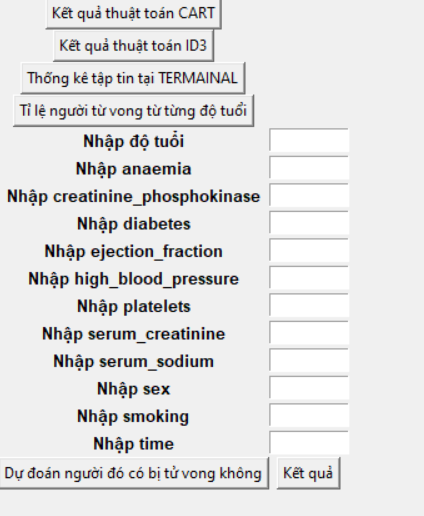 Kết quả thuật toán CART
Kết quả thuật toán ID3
Thống kê tập tin tại TERMAINAL
Tỉ lệ người từ vong từ từng độ tuổi
Nhập độ tuổi
Nhập anaemia
Nhập creatinine_phosphokinase
Nhập diabetes
Nhập ejection_fraction
Nhập high_blood_pressure
Nhập platelets
Nhập serum_creatinine
Nhập serum_sodium
Nhập sex
Nhập smoking
Nhập time
Dự đoán người đó có bị tử vong không Kết quả